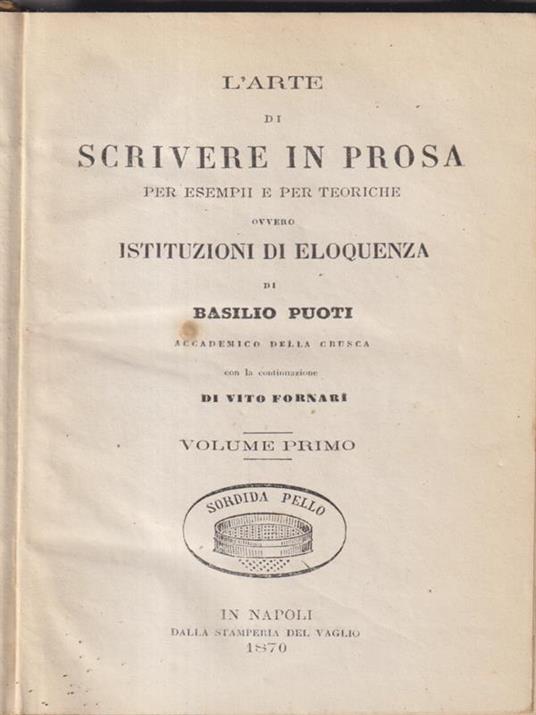 L'ARTE
DI
SCRIVERE IN PROSA
PER ESEMPII E PER TEORICHE
OVVERO
ISTITUZIONI DI ELOQUENZA
DI
BASILIO PUOTI
ACCADEMICO DELLA CRUSCA
con la continuazione
DI VITO FORNARI
VOLUME PRIMO
SORDIDA PELLO
IN NAPOLI
DALLA STAMPERIA DEL VAGLIO
1870